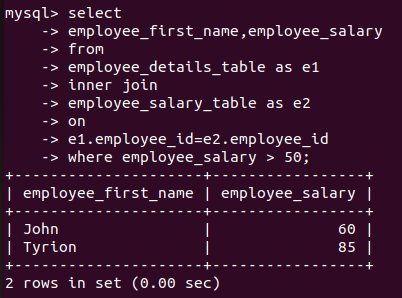 mysql> select
    -> employee_first_name,employee_salary
    -> from
    -> employee_details_table as e1
    -> inner join
    -> employee_salary_table as e2
    -> on
    -> e1.employee_id=e2.employee_id
    -> where employee_salary > 50;
+---------------------+-----------------+
| employee_first_name | employee_salary |
+---------------------+-----------------+
| John                |              60 |
| Tyrion              |              85 |
+---------------------+-----------------+
2 rows in set (0.00 sec)